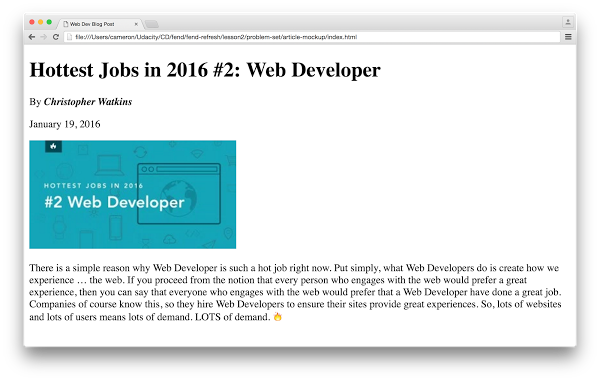 Web Dev Blog Post
file:///Users/cameron/Udacity/CD/fend/fend-refresh/lesson2/problem-set/article-mockup/index.html
Hottest Jobs in 2016 #2: Web Developer
By Christopher Watkins
January 19, 2016
HOTTEST JOBS IN 2016
#2 Web Developer
There is a simple reason why Web Developer is such a hot job right now. Put simply, what Web Developers do is create how we
experience … the web. If you proceed from the notion that every person who engages with the web would prefer a great
experience, then you can say that everyone who engages with the web would prefer that a Web Developer have done a great job.
Companies of course know this, so they hire Web Developers to ensure their sites provide great experiences. So, lots of websites
and lots of users means lots of demand. LOTS of demand. 🔥